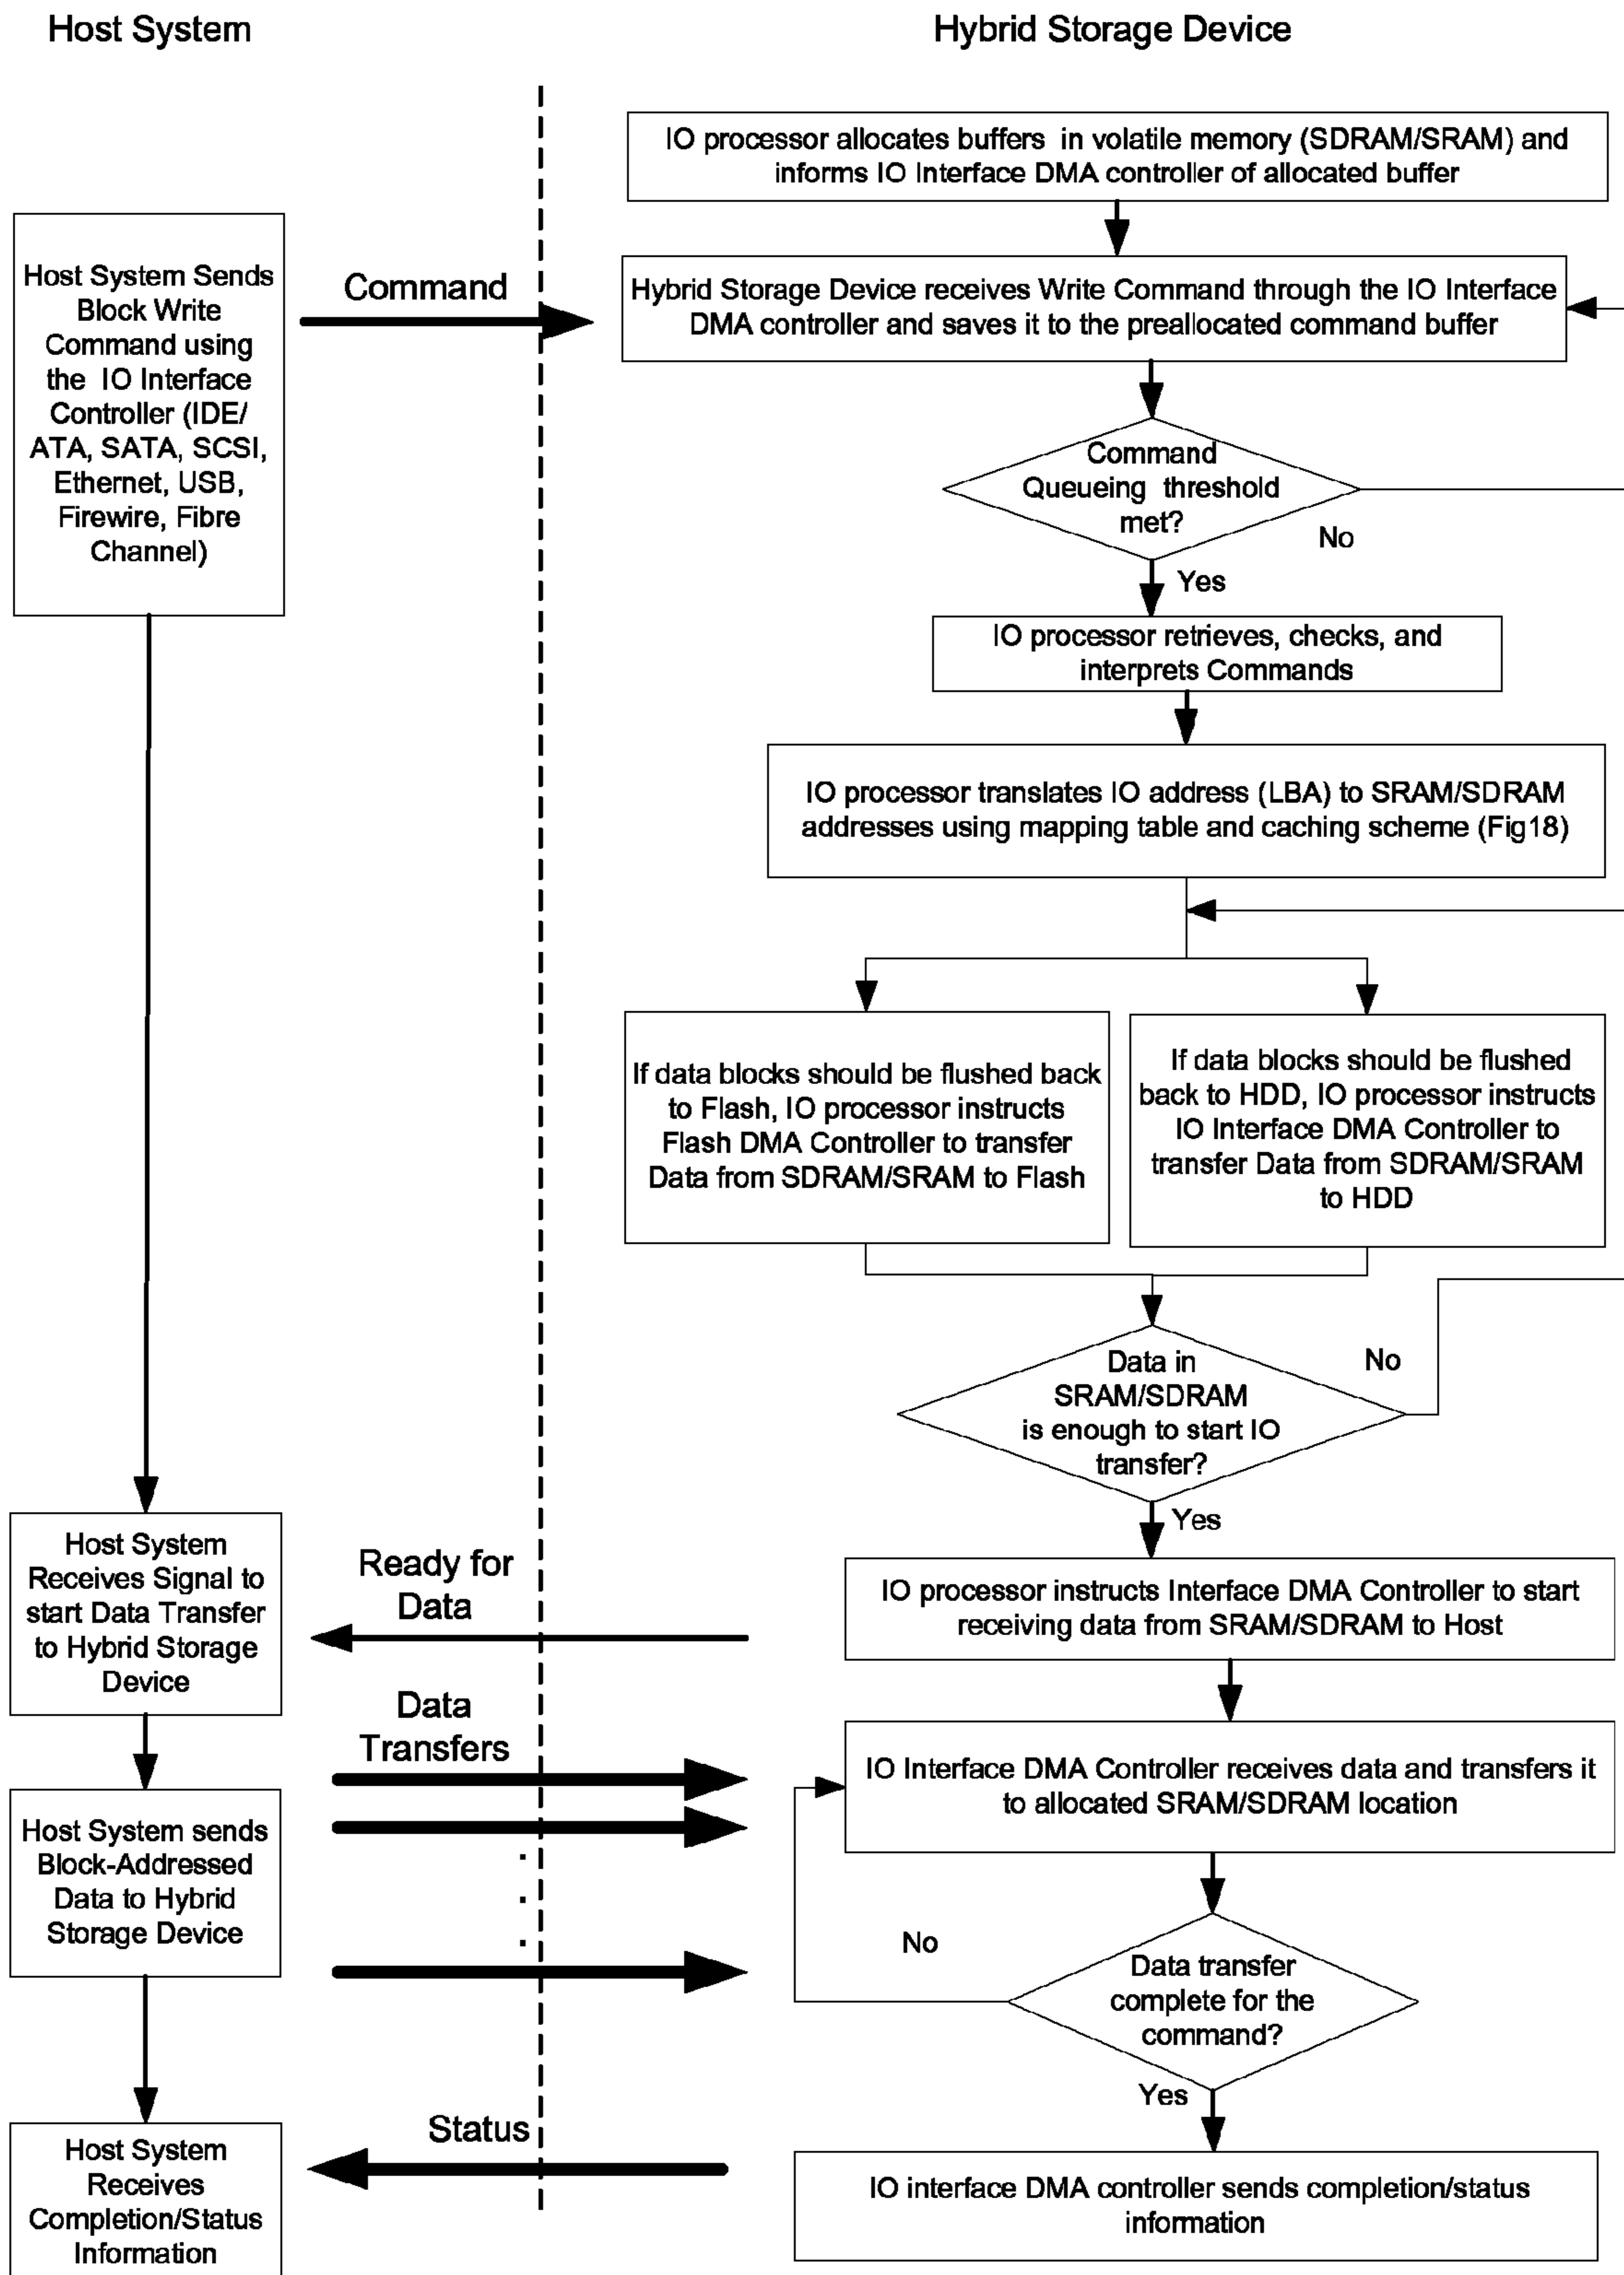 Host System
Hybrid Storage Device
IO processor allocates buffers in volatile memory (SDRAM/SRAM) and
informs IO Interface DMA controller of allocated buffer
Host System Sends
Block Write
Command using
the IO Interface
Controller (IDE/
ATA, SATA, SCSI,
Ethernet, USB,
Firewire, Fibre
Channel)
Command
Hybrid Storage Device receives Write Command through the IO Interface
DMA controller and saves it to the preallocated command buffer
Command
Queueing threshold
met?
No
Yes
IO processor retrieves, checks, and
interprets Commands
IO processor translates IO address (LBA) to SRAM/SDRAM
addresses using mapping table and caching scheme (Fig18)
If data blocks should be flushed back
to Flash, IO processor instructs
Flash DMA Controller to transfer
Data from SDRAM/SRAM to Flash
If data blocks should be flushed
back to HDD, IO processor instructs
IO Interface DMA Controller to
transfer Data from SDRAM/SRAM
to HDD
Data in
SRAM/SDRAM
is enough to start IO
transfer?
No
Yes
Host System
Receives Signal to
start Data Transfer
to Hybrid Storage
Device
Ready for
Data
IO processor instructs Interface DMA Controller to start
receiving data from SRAM/SDRAM to Host
Data
Transfers
IO Interface DMA Controller receives data and transfers it
to allocated SRAM/SDRAM location
Host System sends
Block-Addressed
Data to Hybrid
Storage Device
.
.
.
No
Data transfer
complete for the
command?
Yes
Status
Host System
Receives
Completion/Status
Information
IO interface DMA controller sends completion/status
information